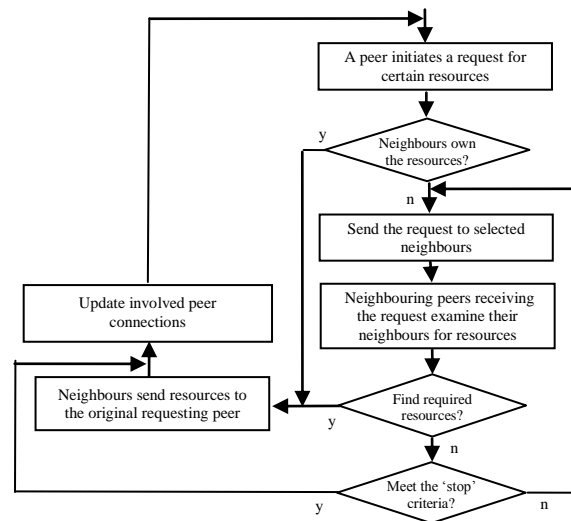 A peer initiates a request for
certain resources
y
Neighbours own
the resources?
n
Send the request to selected
neighbours
Update involved peer
connections
Neighbouring peers receiving
the request examine their
neighbours for resources
Neighbours send resources to
the original requesting peer
y
Find required
resources?
n
y
Meet the ‘stop’
criteria?
n